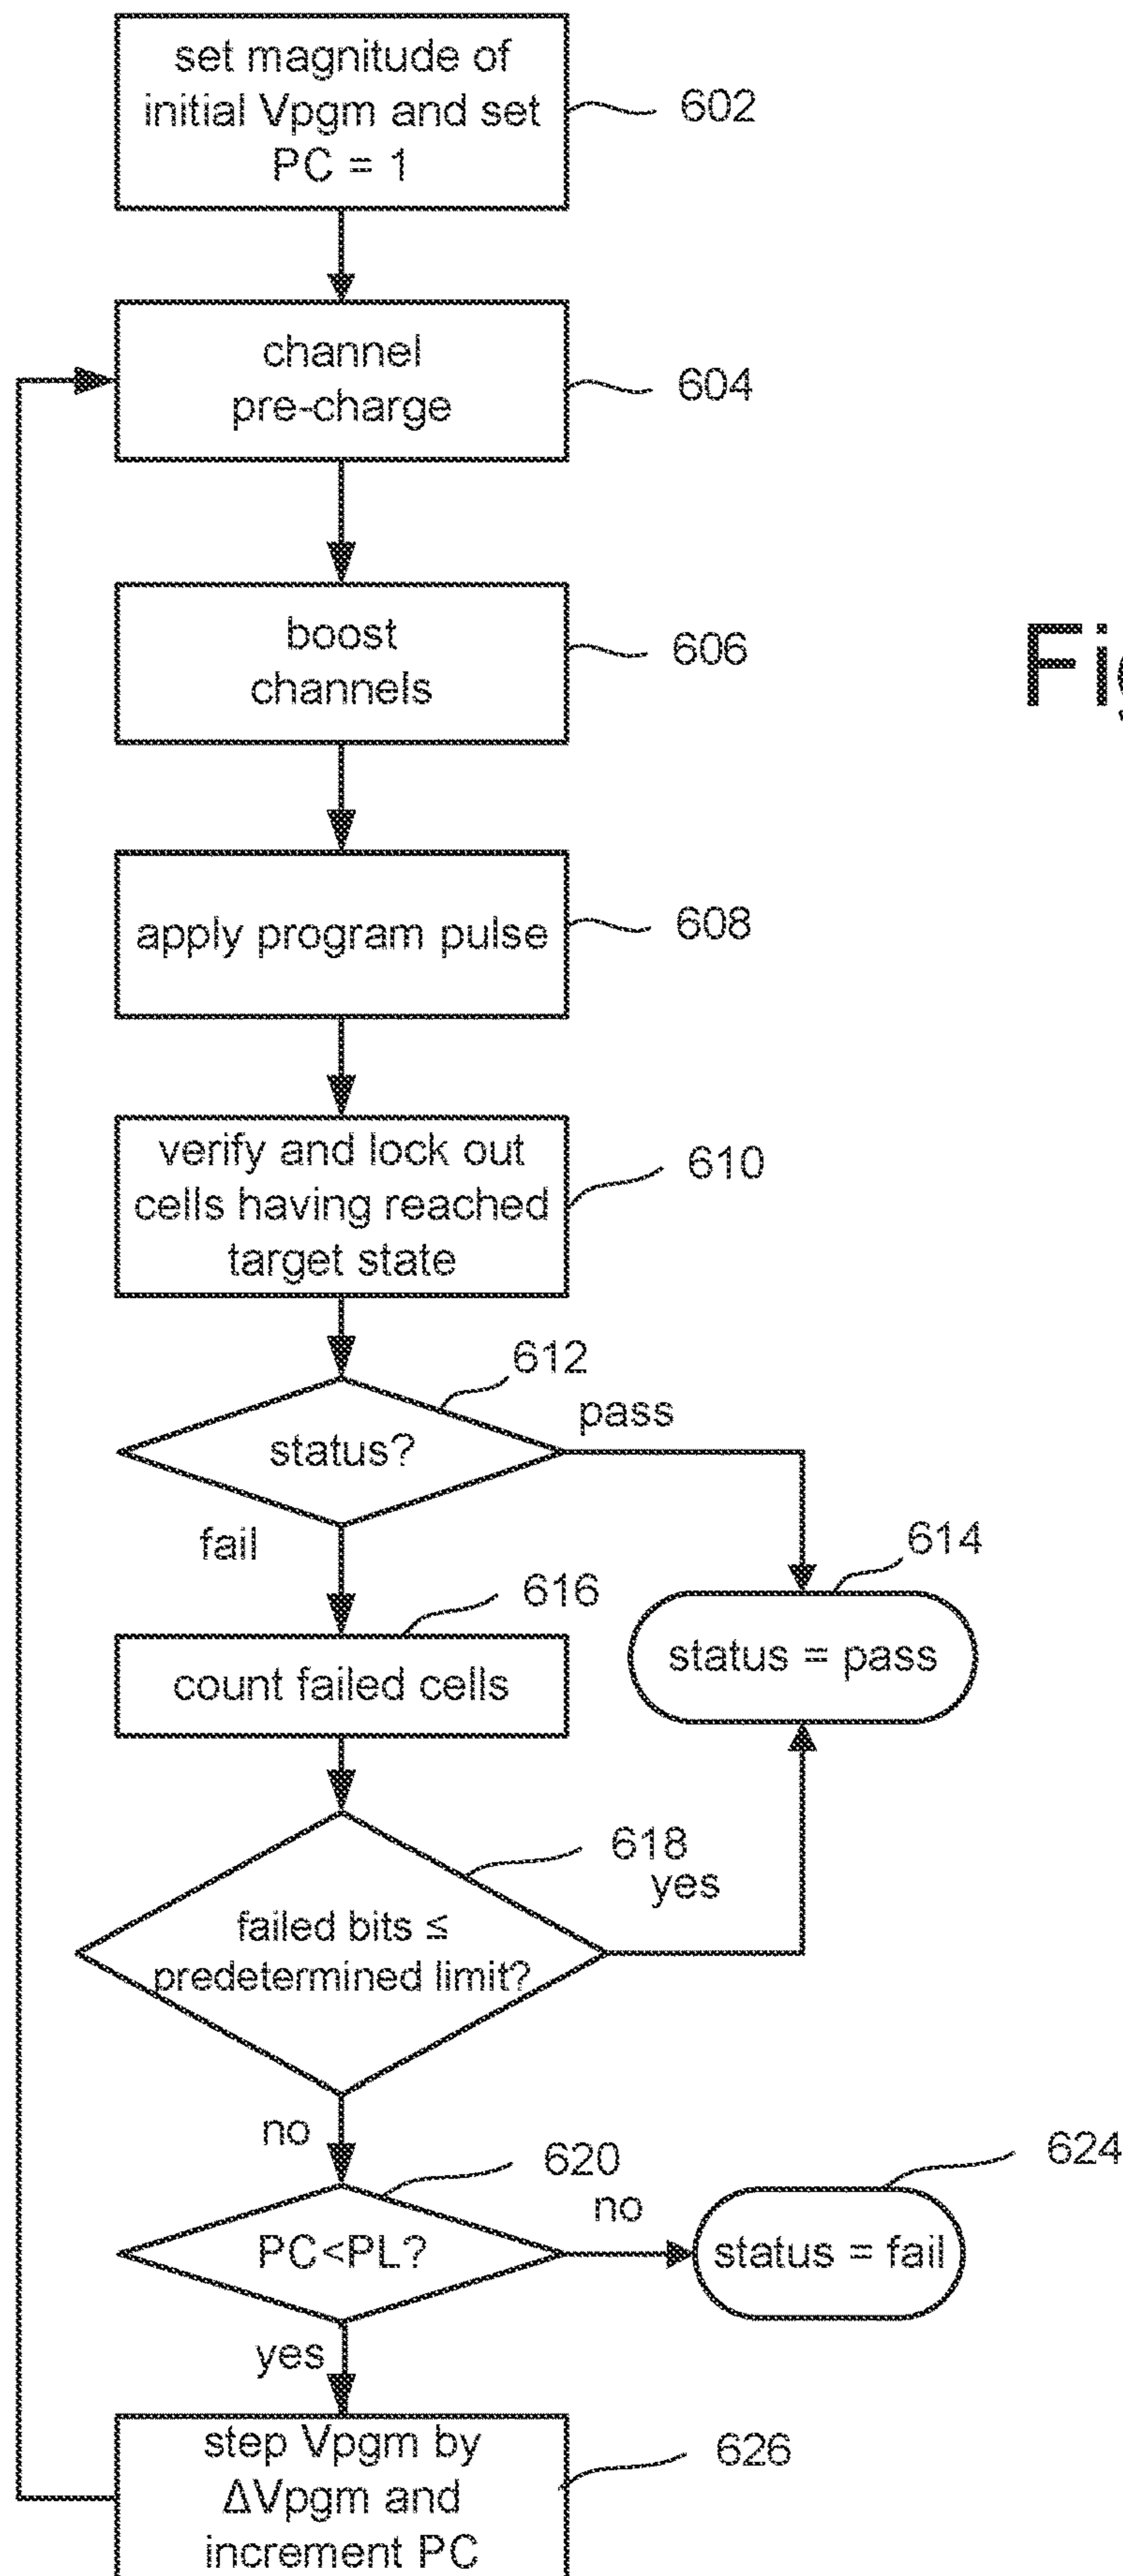 set magnitude of
initial Vpgm and set
PC = 1
602
channel
pre-charge
604
boost
channels
606
Fig
apply program pulse
608
verify and lock out
cells having reached
target state
610
612
status?
pass
fail
614
status = pass
616
count failed cells
618
yes
failed bits ≤
predetermined limit?
no
620
no
624
PC<PL?
status = fail
yes
step Vpgm by
ΔVpgm and
increment PC
626